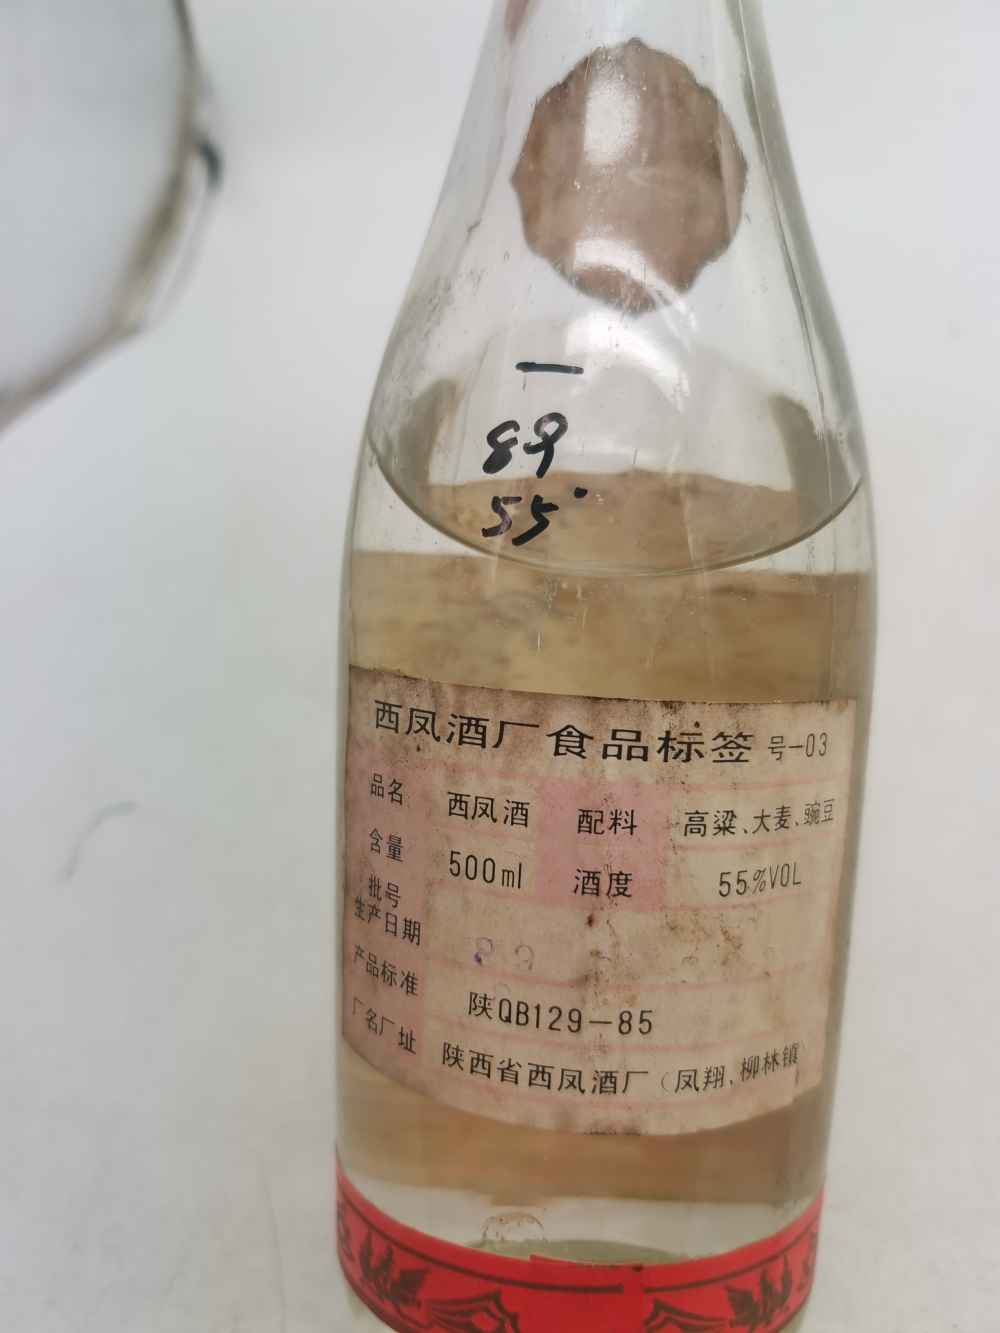 一
89
55°
西凤酒厂食品标签 号-03
品名 西凤酒 配料 高粱、大麦、豌豆
含量 500ml 酒度 55%VOL
批号
生产日期 89
产品标准 陕QB129-85
厂名厂址 陕西省西凤酒厂(凤翔、柳林镇)